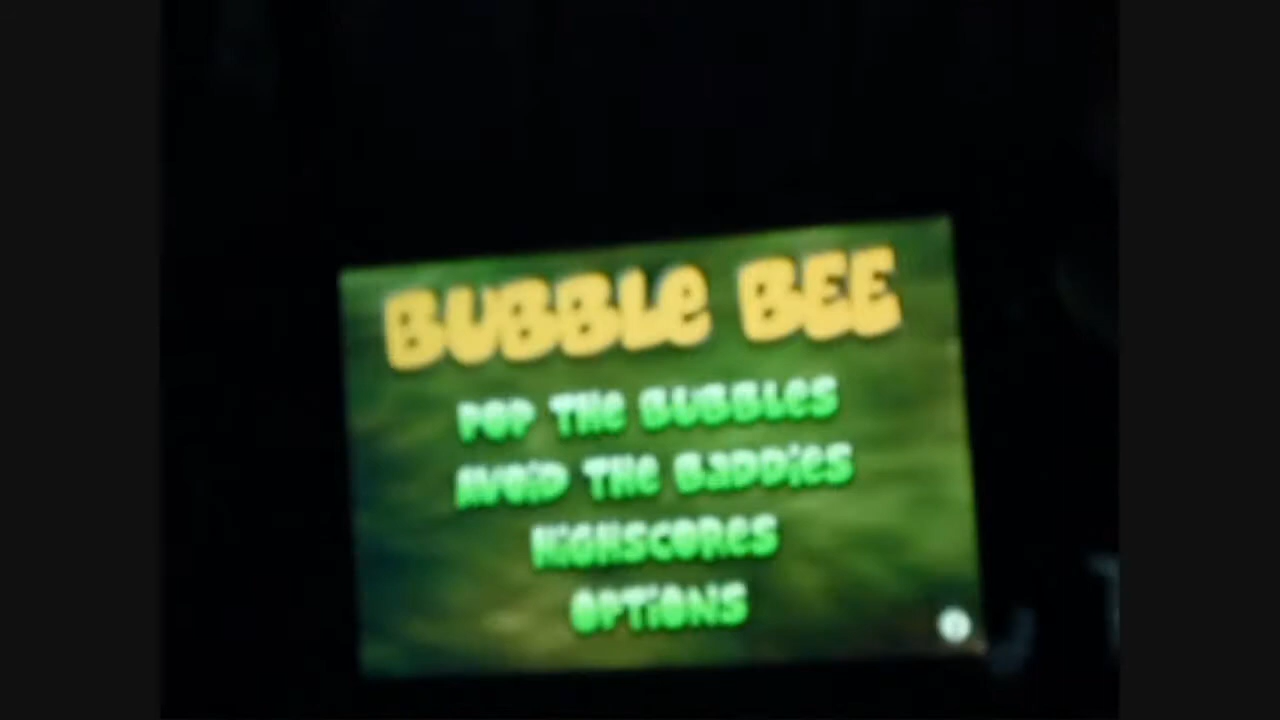 BUBBLe BEE
POP THe BUBBLeS
AVOiD THe BaDDieS
HiGHSCOReS
OPTiONS